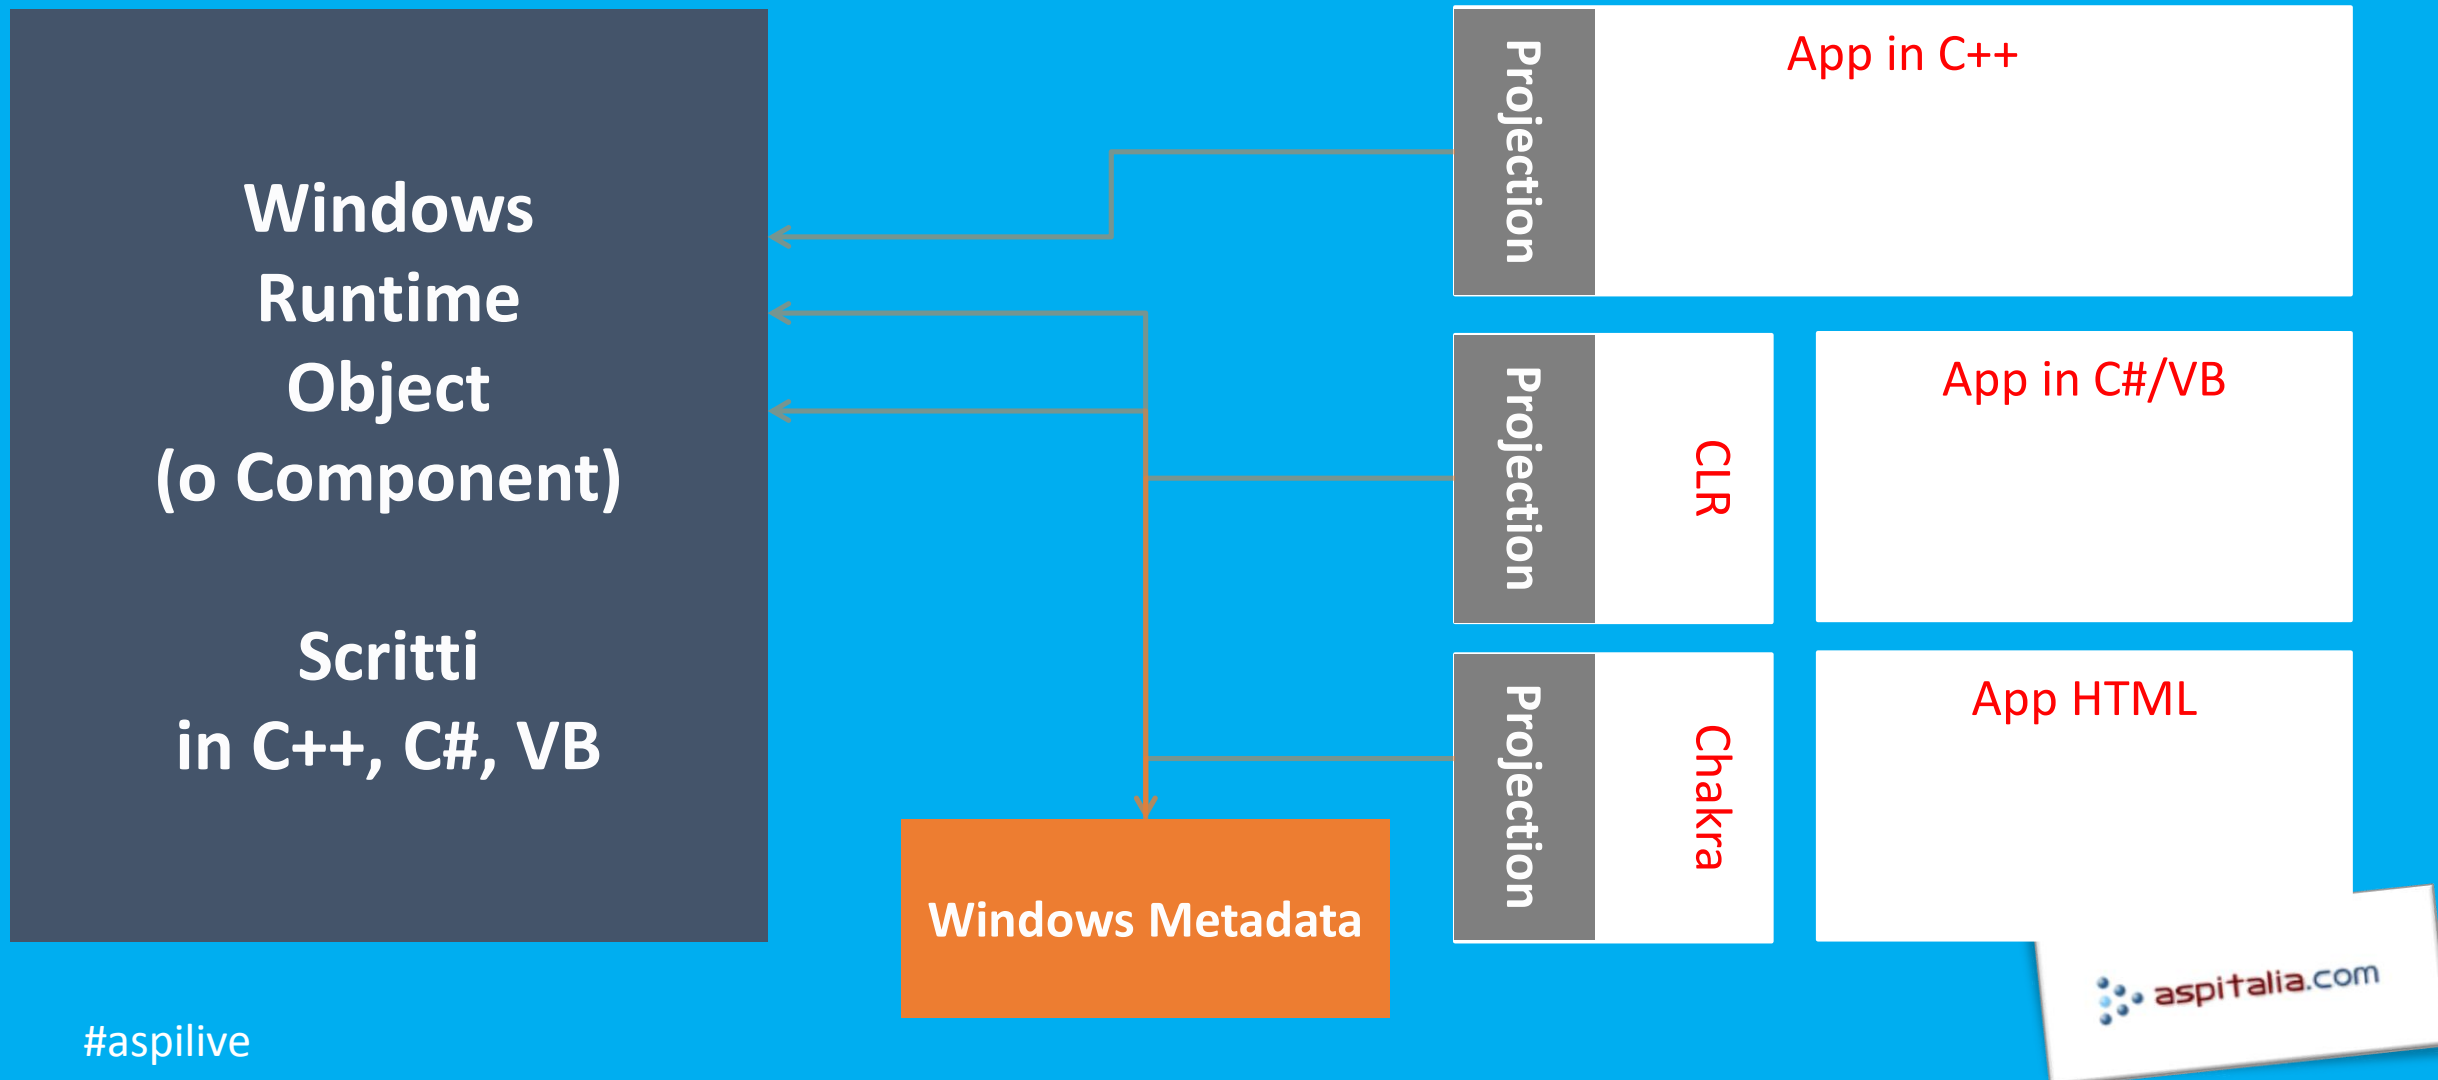 Windows
Runtime
Object
(o Component)
Scritti
in C++, C#, VB
Projection
App in C++
Projection
CLR
App in C#/VB
Projection
Chakra
App HTML
Windows Metadata
#aspilive
aspitalia.com